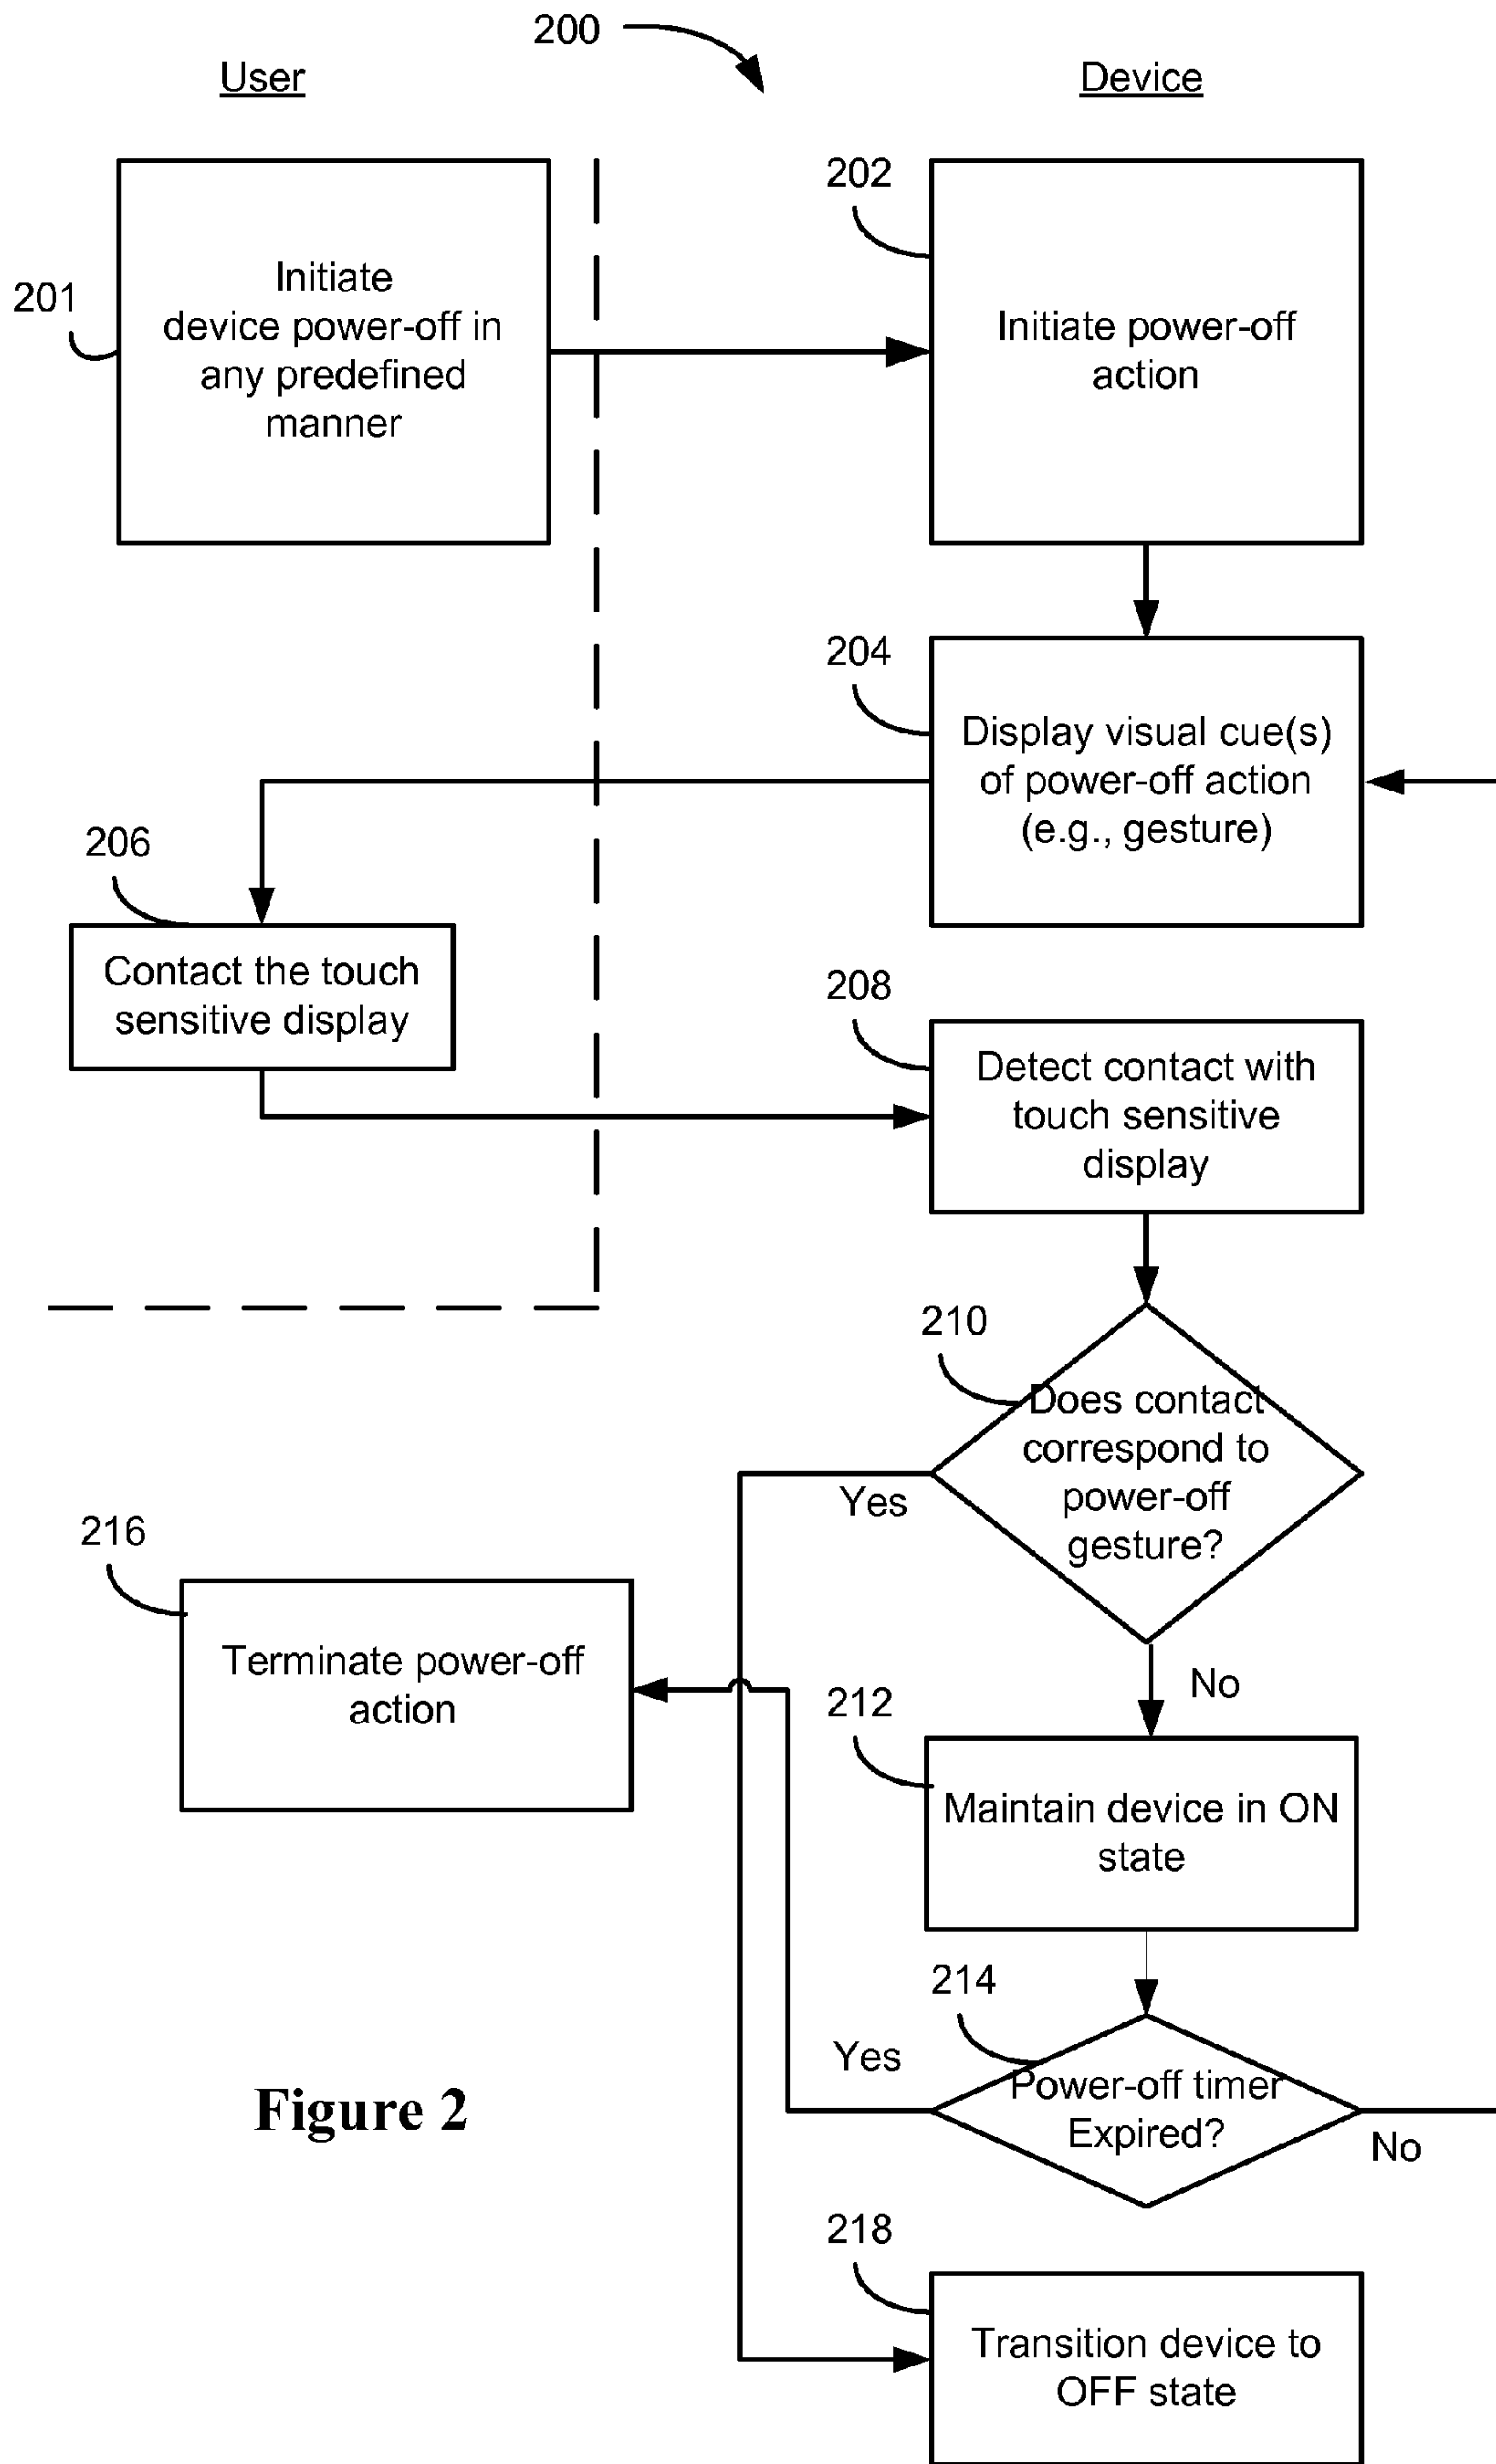 200
User
Device
201
Initiate
device power-off in
any predefined
manner
202
Initiate power-off
action
204
Display visual cue(s)
of power-off action
(e.g., gesture)
206
Contact the touch
sensitive display
208
Detect contact with
touch sensitive
display
210
Does contact
correspond to
power-off
gesture?
Yes
No
216
Terminate power-off
action
212
Maintain device in ON
state
214
Power-off timer
Expired?
Yes
No
218
Transition device to
OFF state
Figure 2